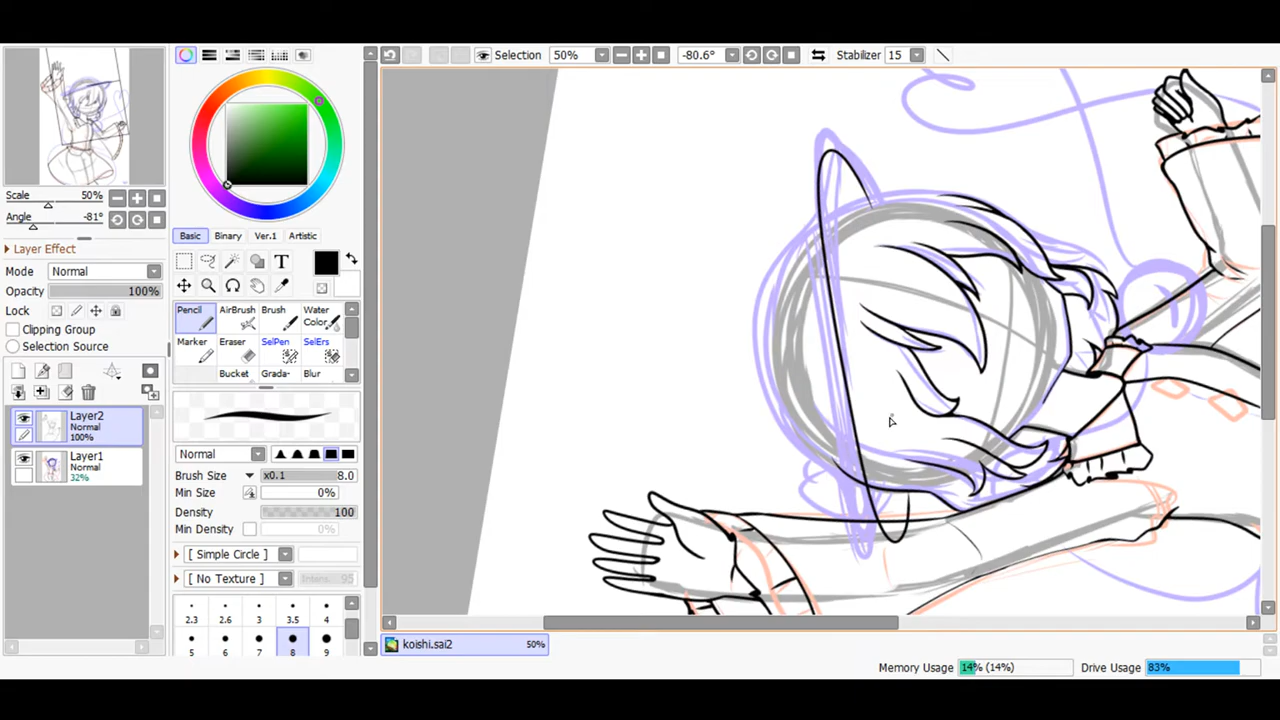 Selection 50% -80.6° Stabilizer 15
Scale 50%
Angle -81°
Layer Effect
Mode Normal
Opacity 100%
Lock
Clipping Group
Selection Source
Layer2
Normal
100%
Layer1
Normal
32%
Basic Binary Ver.1 Artistic
T
Pencil AirBrush Brush Water Color
Marker Eraser SelPen SelErs
Bucket Grada- Blur
Normal
Brush Size x0.1 8.0
Min Size 0%
Density 100
Min Density 0%
[ Simple Circle ]
[ No Texture ] Intens. 95
2.3 2.6 3 3.5 4
5 6 7 8 9
koishi.sai2 50%
Memory Usage 14% (14%) Drive Usage 83%